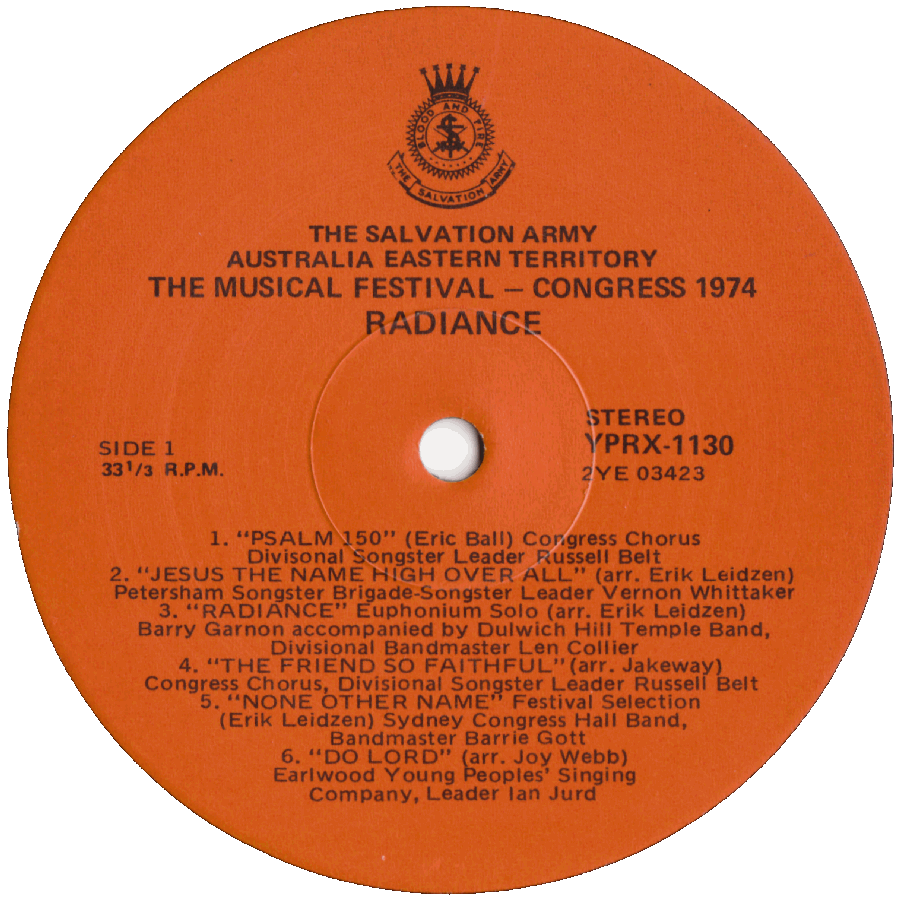 BLOOD AND FIRE
THE SALVATION ARMY
THE SALVATION ARMY
AUSTRALIA EASTERN TERRITORY
THE MUSICAL FESTIVAL – CONGRESS 1974
RADIANCE
STEREO
SIDE 1
YPRX-1130
33⅓ R.P.M.
2YE 03423
1. “PSALM 150” (Eric Ball) Congress Chorus
Divisonal Songster Leader Russell Belt
2. “JESUS THE NAME HIGH OVER ALL” (arr. Erik Leidzen)
Petersham Songster Brigade-Songster Leader Vernon Whittaker
3. “RADIANCE” Euphonium Solo (arr. Erik Leidzen)
Barry Garnon accompanied by Dulwich Hill Temple Band,
Divisional Bandmaster Len Collier
4. “THE FRIEND SO FAITHFUL” (arr. Jakeway)
Congress Chorus, Divisional Songster Leader Russell Belt
5. “NONE OTHER NAME” Festival Selection
(Erik Leidzen) Sydney Congress Hall Band,
Bandmaster Barrie Gott
6. “DO LORD” (arr. Joy Webb)
Earlwood Young Peoples’ Singing
Company, Leader Ian Jurd